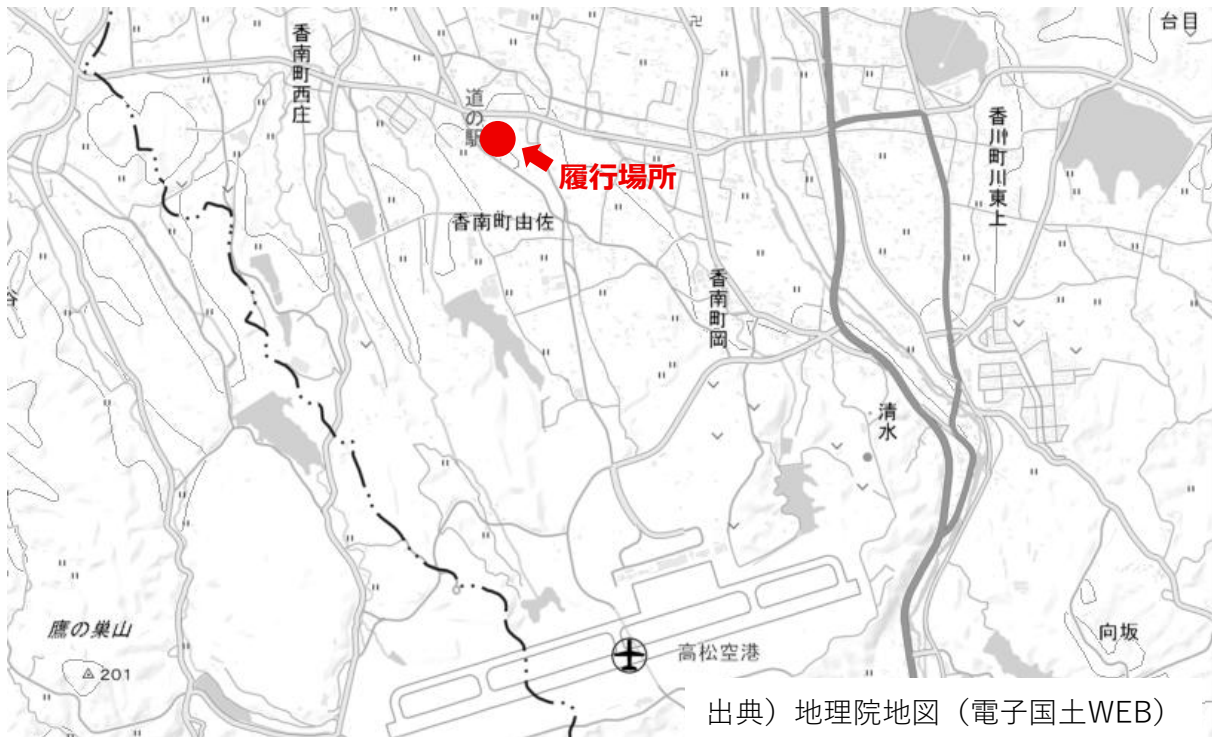 台目
香南町西庄
卍
道の駅
履行場所
香川町川東上
香南町由佐
香南町岡
清水
鷹の巣山
201
高松空港
向坂
出典）地理院地図（電子国土WEB）